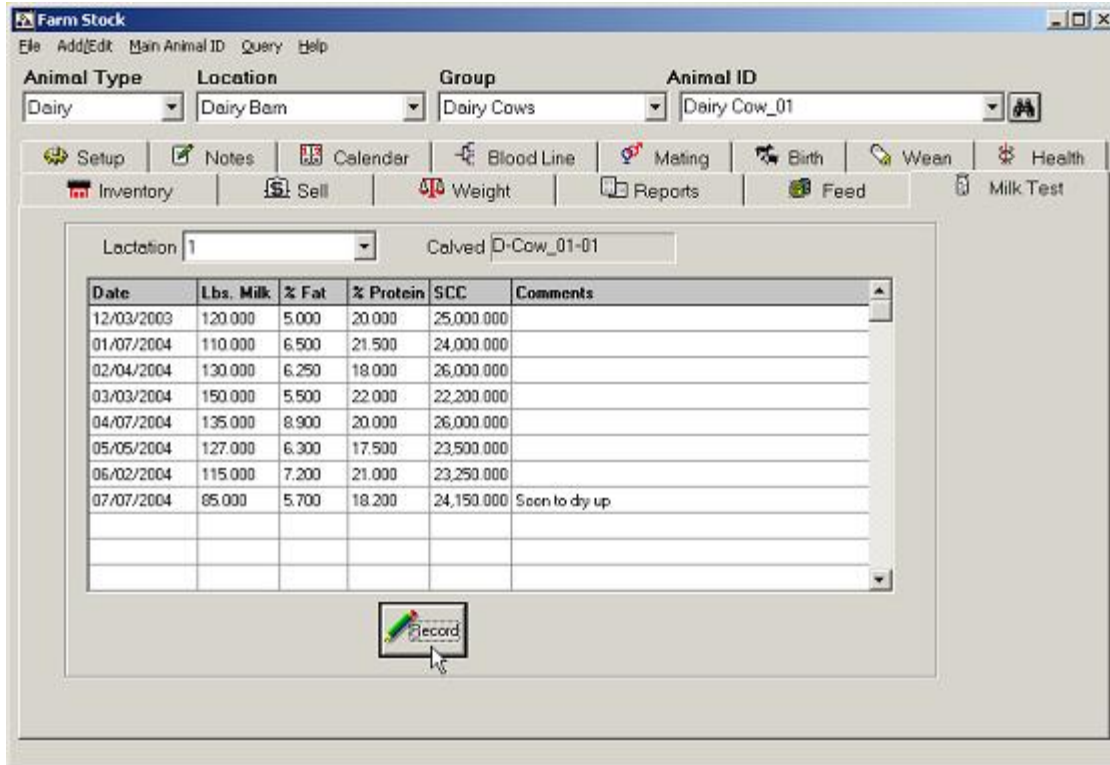 Farm Stock
File Add/Edit Main Animal ID Query Help
Animal Type Location Group Animal ID
Dairy Dairy Barn Dairy Cows Dairy Cow_01
Setup Notes Calendar Blood Line Mating Birth Wean Health
Inventory Sell Weight Reports Feed Milk Test
Lactation 1 Calved D-Cow_01-01
Date Lbs. Milk % Fat % Protein SCC Comments
12/03/2003 120.000 5.000 20.000 25,000.000
01/07/2004 110.000 6.500 21.500 24,000.000
02/04/2004 130.000 6.250 18.000 26,000.000
03/03/2004 150.000 5.500 22.000 22,200.000
04/07/2004 135.000 8.900 20.000 26,000.000
05/05/2004 127.000 6.300 17.500 23,500.000
06/02/2004 115.000 7.200 21.000 23,250.000
07/07/2004 85.000 5.700 18.200 24,150.000 Soon to dry up
Record